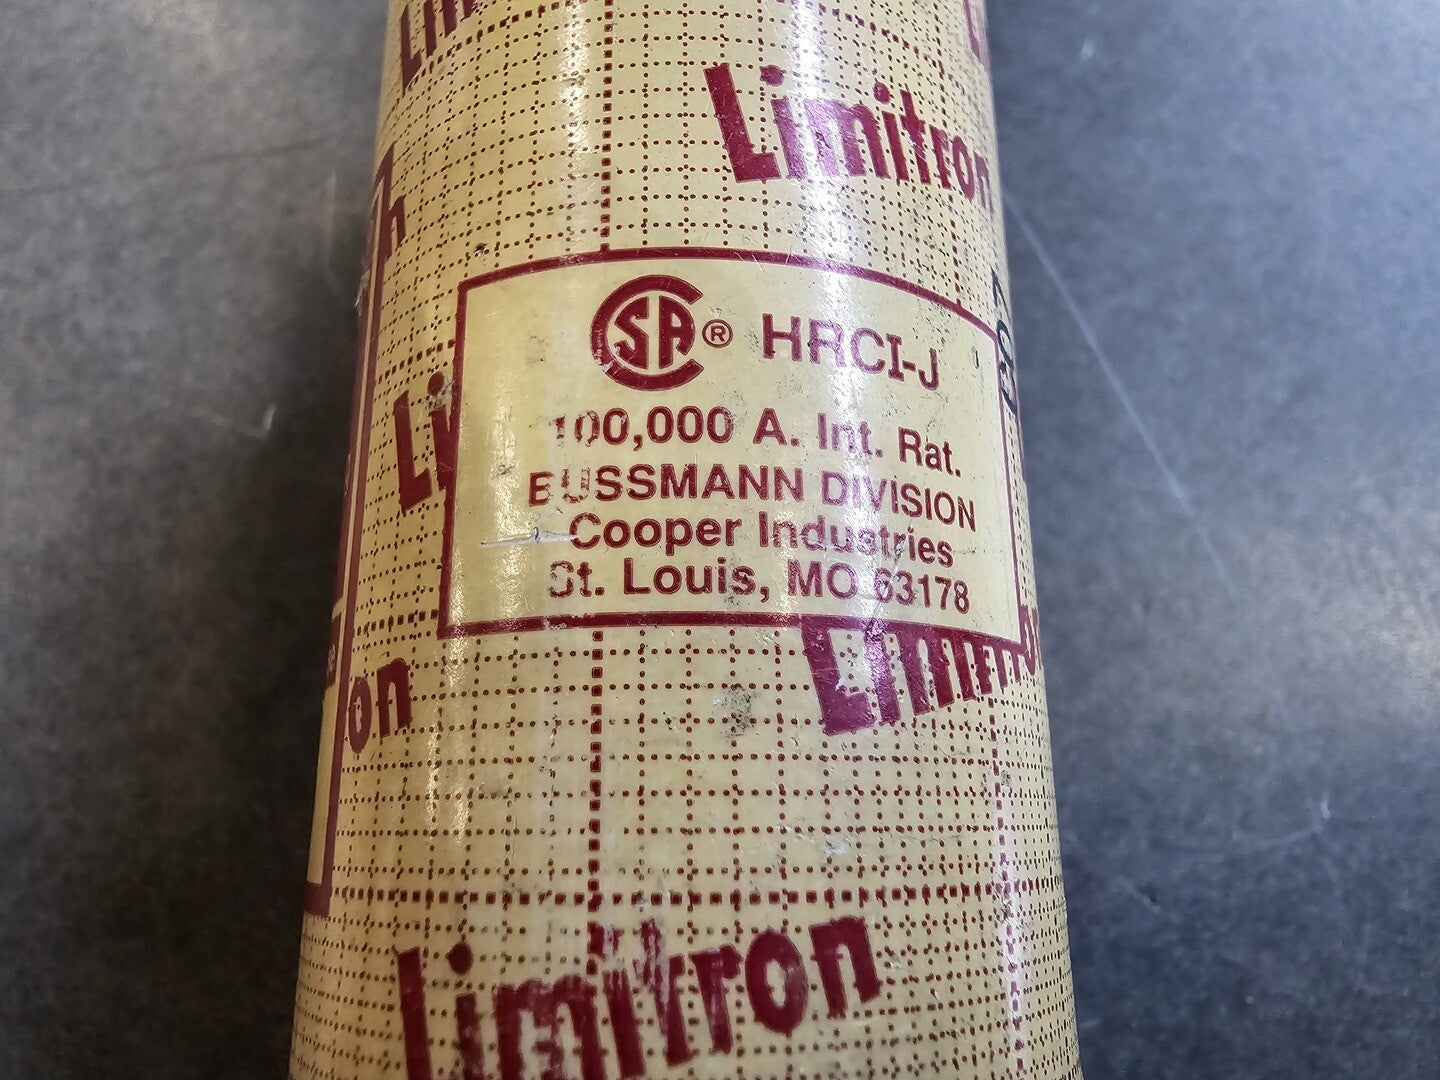 Limitron
CSA® HRCI-J
100,000 A. Int. Rat.
BUSSMANN DIVISION
Cooper Industries
St. Louis, MO 63178
Limitron
Limitron